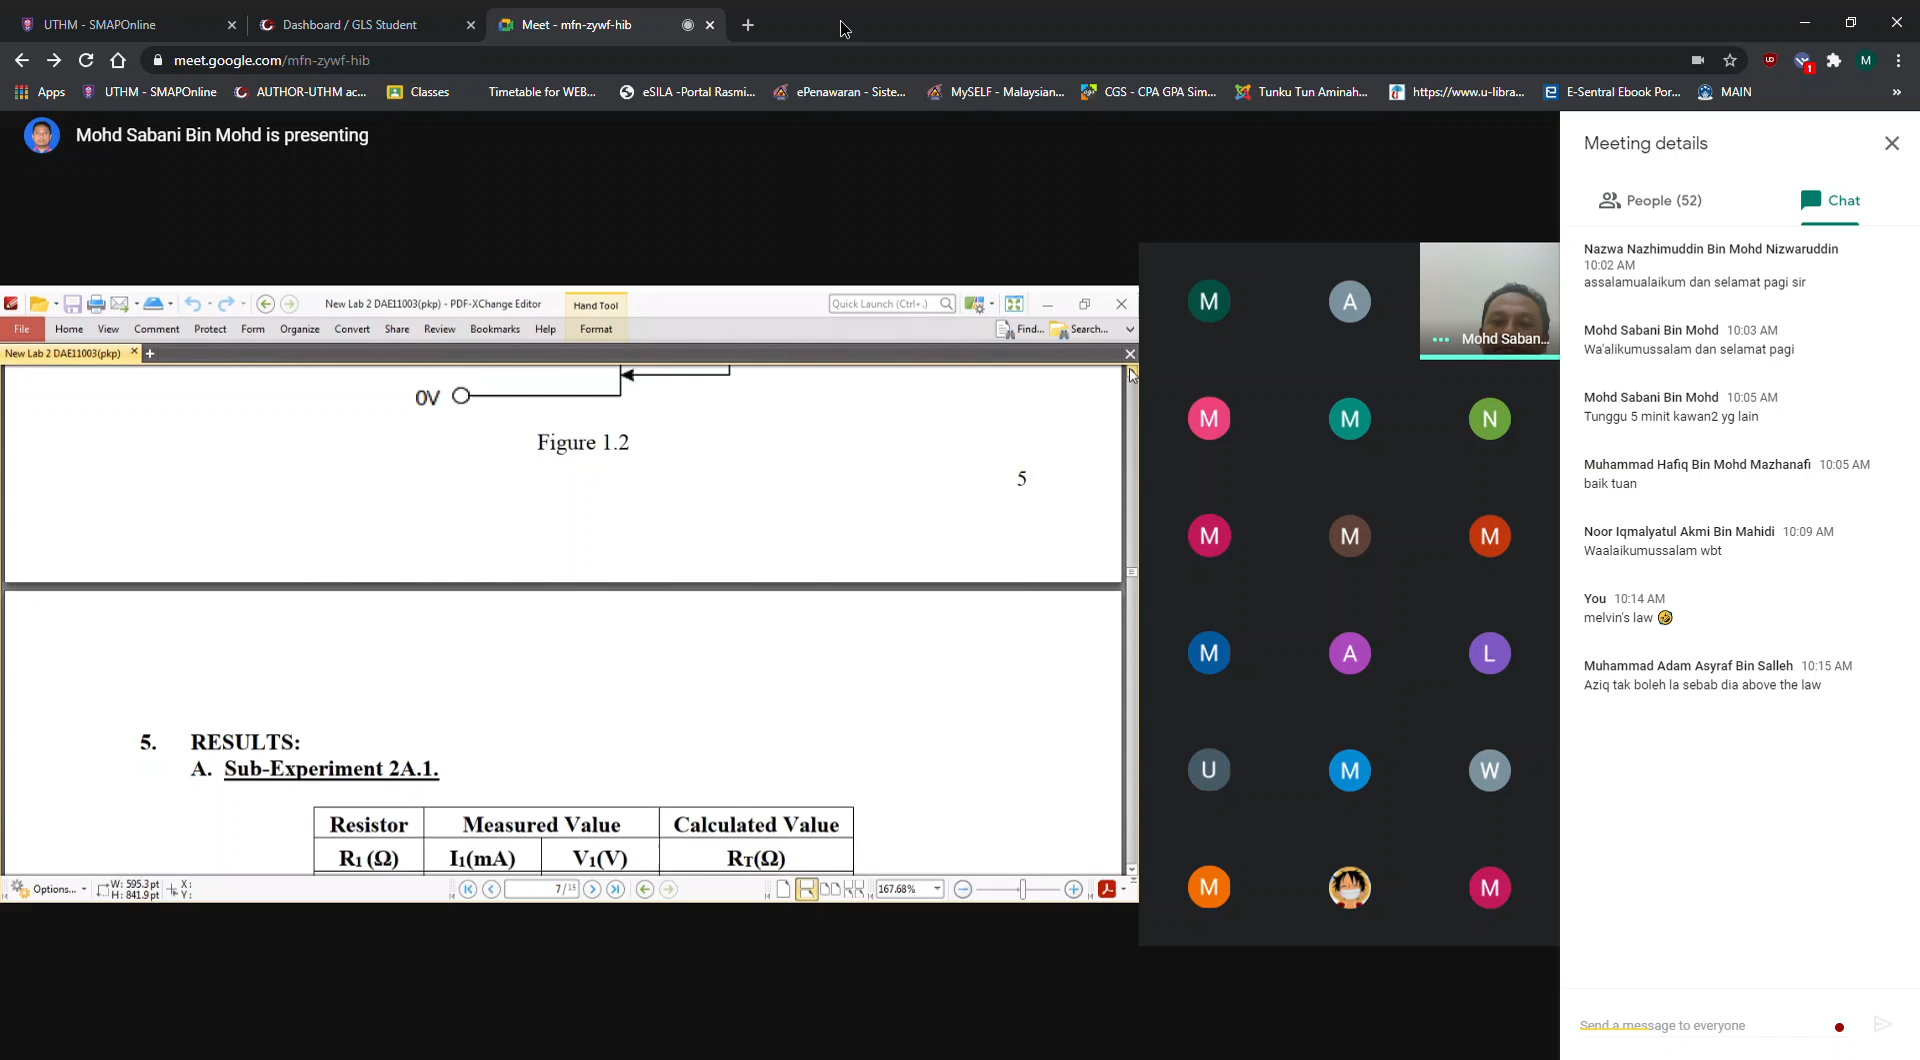 UTHM - SMAPOnline
Dashboard / GLS Student
Meet - mfn-zywf-hib
meet.google.com/mfn-zywf-hib
UD
1
M
Apps
UTHM - SMAPOnline
AUTHOR-UTHM ac...
Classes
Timetable for WEB...
eSILA -Portal Rasmi...
ePenawaran - Siste...
MySELF - Malaysian...
CGS - CPA GPA Sim...
Tunku Tun Aminah...
https://www.u-libra...
E-Sentral Ebook Por...
MAIN
»
Mohd Sabani Bin Mohd is presenting
New Lab 2 DAE11003(pkp) - PDF-XChange Editor
Hand Tool
Quick Launch (Ctrl+.)
File
Home
View
Comment
Protect
Form
Organize
Convert
Share
Review
Bookmarks
Help
Format
Find...
Search...
New Lab 2 DAE11003(pkp)
0V
Figure 1.2
5
5. RESULTS:
A. Sub-Experiment 2A.1.
Resistor Measured Value Calculated Value
R1 (Ω) I1(mA) V1(V) RT(Ω)
Options...
W: 595.3pt
H: 841.9pt
X:
Y:
7/15
167.68%
M
A
Mohd Saban...
M
M
N
M
M
M
M
A
L
U
M
W
M
M
Meeting details
People (52)
Chat
Nazwa Nazhimuddin Bin Mohd Nizwaruddin
10:02 AM
assalamualaikum dan selamat pagi sir
Mohd Sabani Bin Mohd 10:03 AM
Wa'alikumussalam dan selamat pagi
Mohd Sabani Bin Mohd 10:05 AM
Tunggu 5 minit kawan2 yg lain
Muhammad Hafiq Bin Mohd Mazhanafi 10:05 AM
baik tuan
Noor Iqmalyatul Akmi Bin Mahidi 10:09 AM
Waalaikumussalam wbt
You 10:14 AM
melvin's law 🤣
Muhammad Adam Asyraf Bin Salleh 10:15 AM
Aziq tak boleh la sebab dia above the law
Send a message to everyone